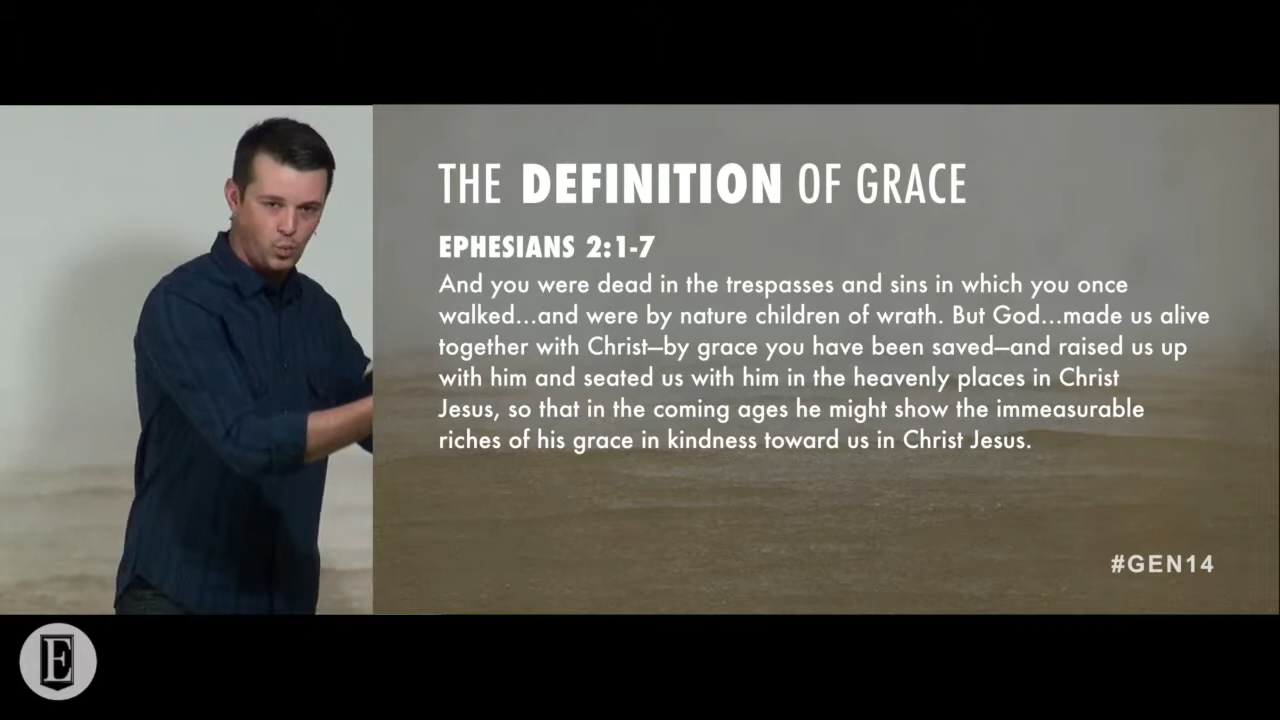 THE DEFINITION OF GRACE
EPHESIANS 2:1-7
And you were dead in the trespasses and sins in which you once
walked...and were by nature children of wrath. But God...made us alive
together with Christ—by grace you have been saved—and raised us up
with him and seated us with him in the heavenly places in Christ
Jesus, so that in the coming ages he might show the immeasurable
riches of his grace in kindness toward us in Christ Jesus.
#GEN14
E